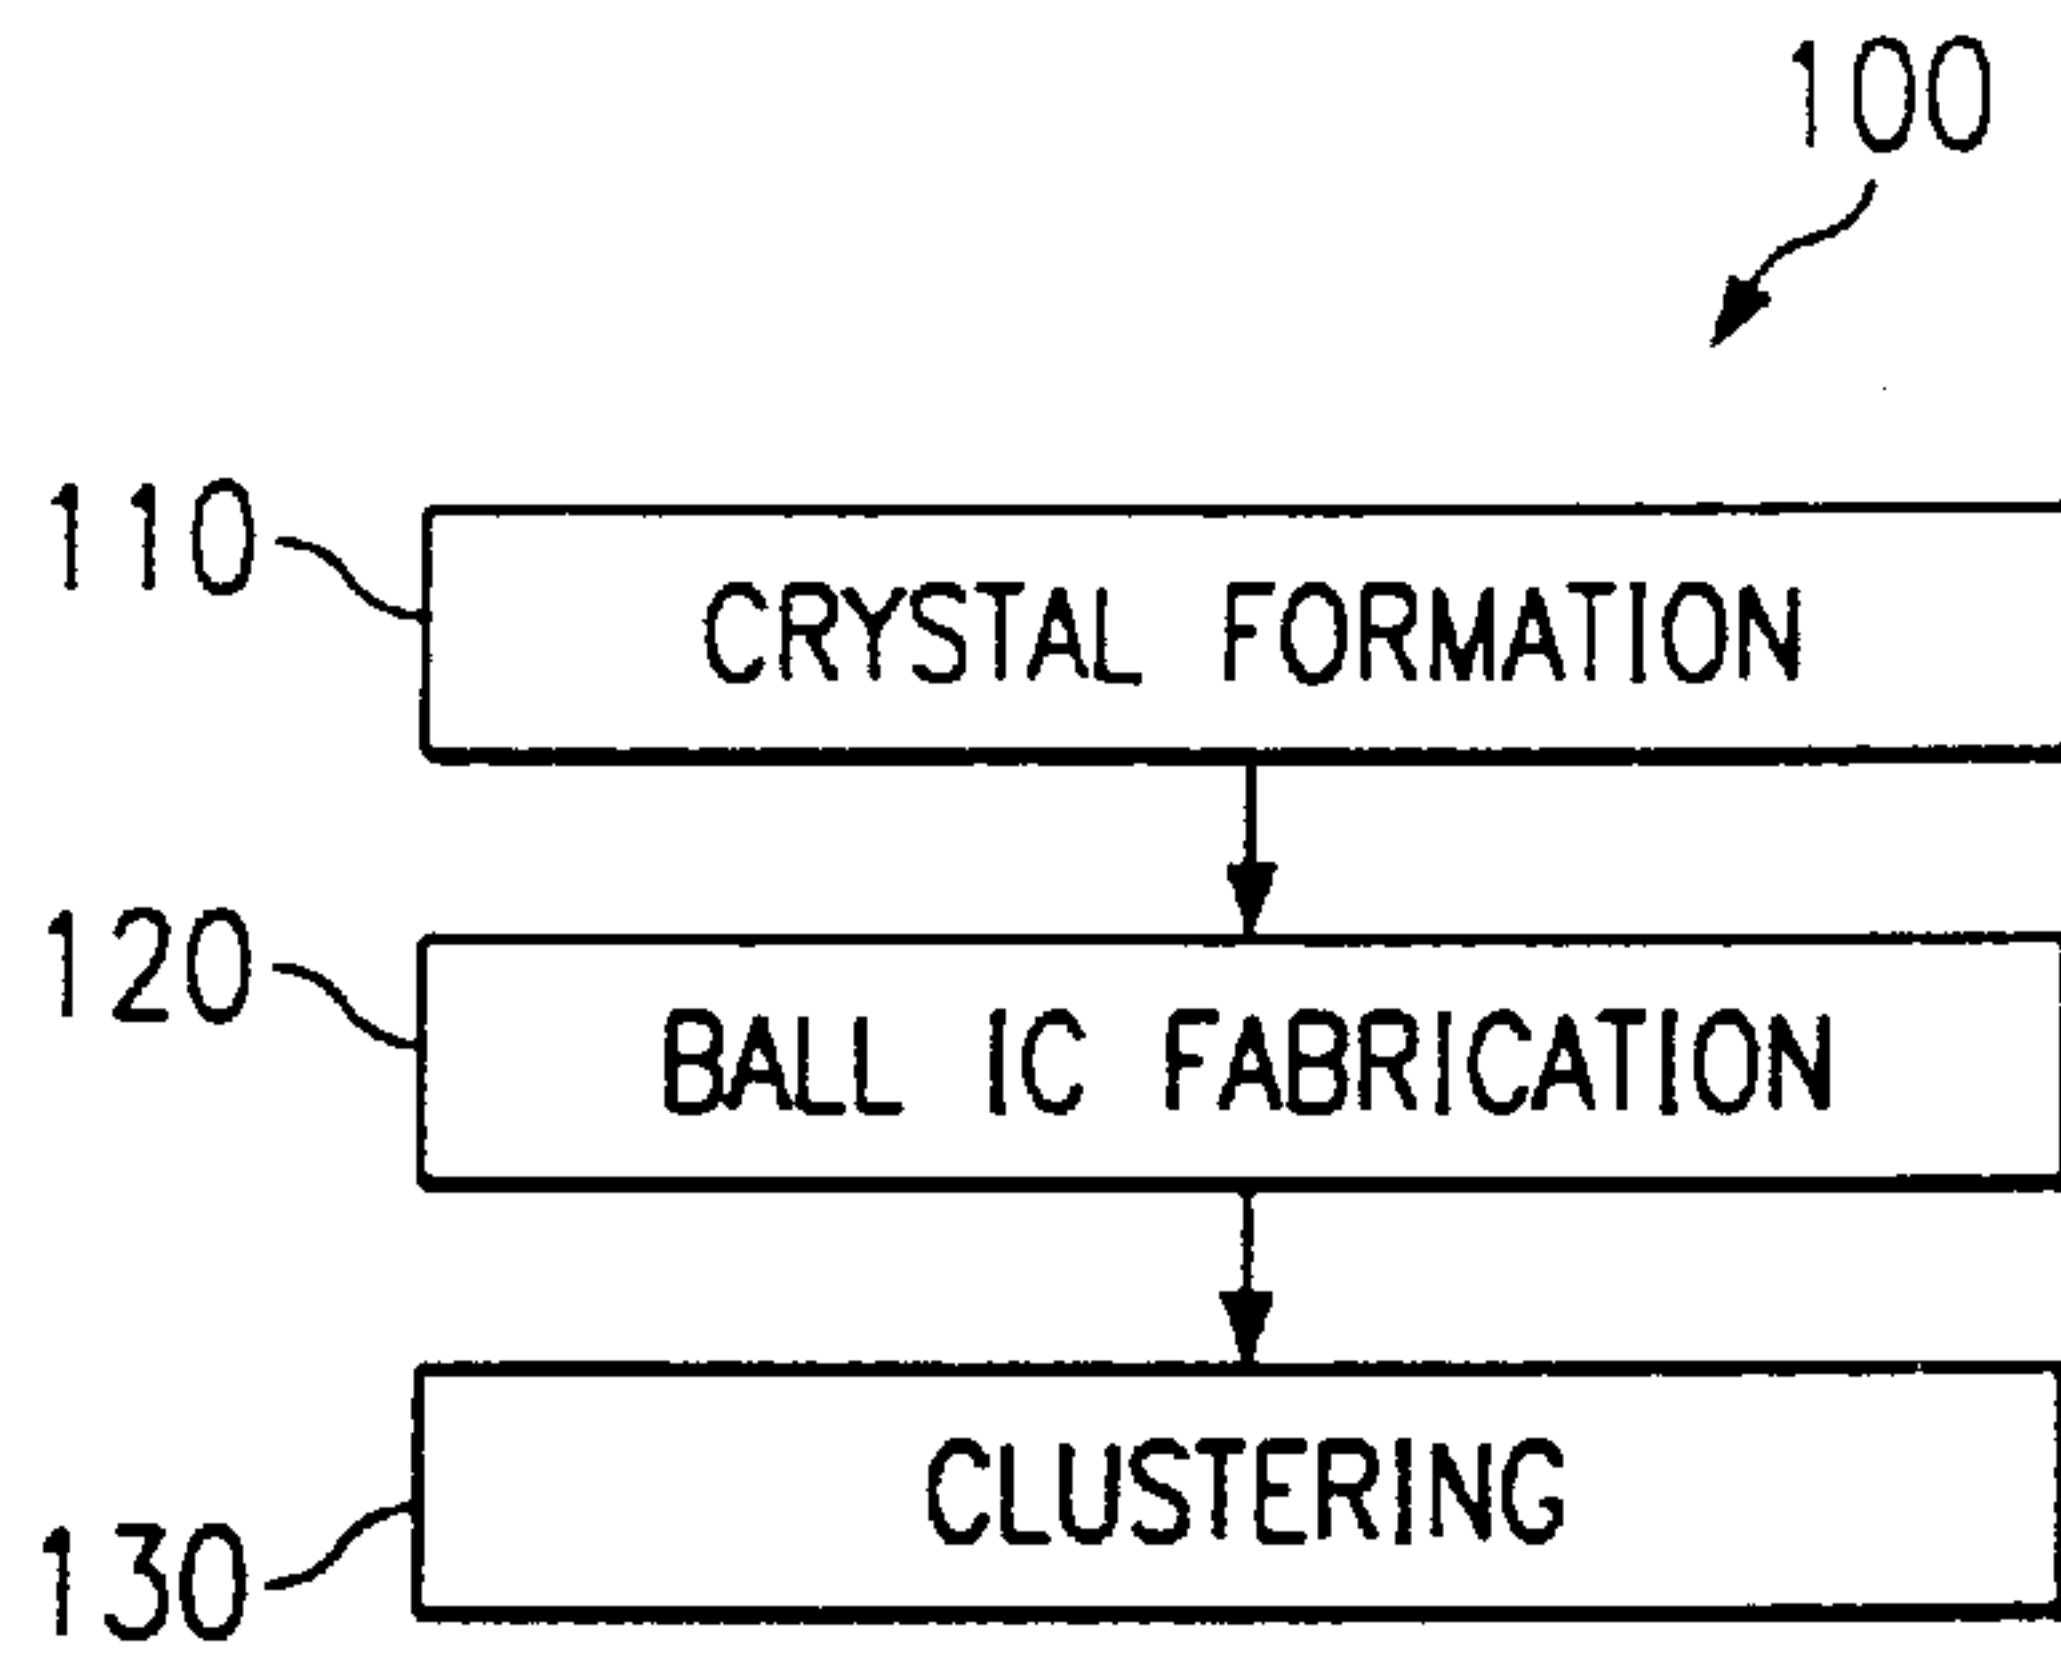 100
110
CRYSTAL FORMATION
120
BALL IC FABRICATION
CLUSTERING
130